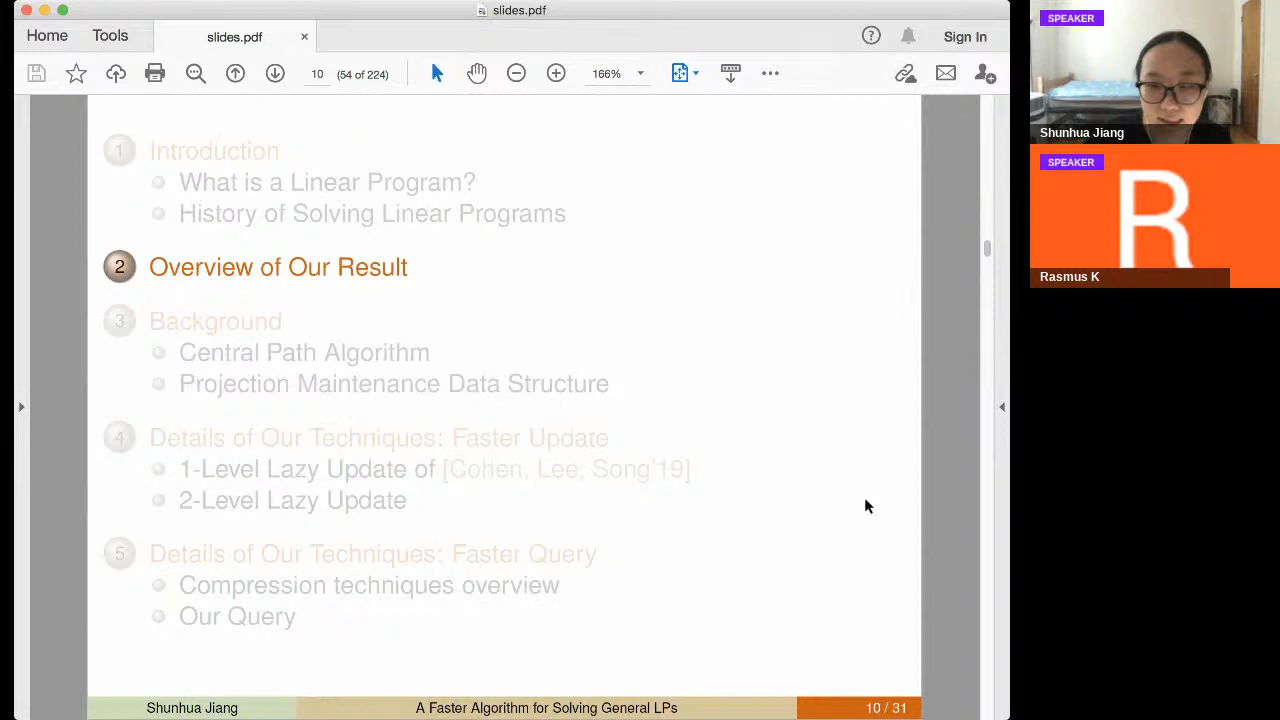 slides.pdf
Home
Tools
slides.pdf
×
Sign In
10
(54 of 224)
166%
1 Introduction
What is a Linear Program?
History of Solving Linear Programs
2 Overview of Our Result
3 Background
Central Path Algorithm
Projection Maintenance Data Structure
4 Details of Our Techniques: Faster Update
1-Level Lazy Update of [Cohen, Lee, Song'19]
2-Level Lazy Update
5 Details of Our Techniques: Faster Query
Compression techniques overview
Our Query
Shunhua Jiang
A Faster Algorithm for Solving General LPs
10 / 31
SPEAKER
Shunhua Jiang
SPEAKER
R
Rasmus K